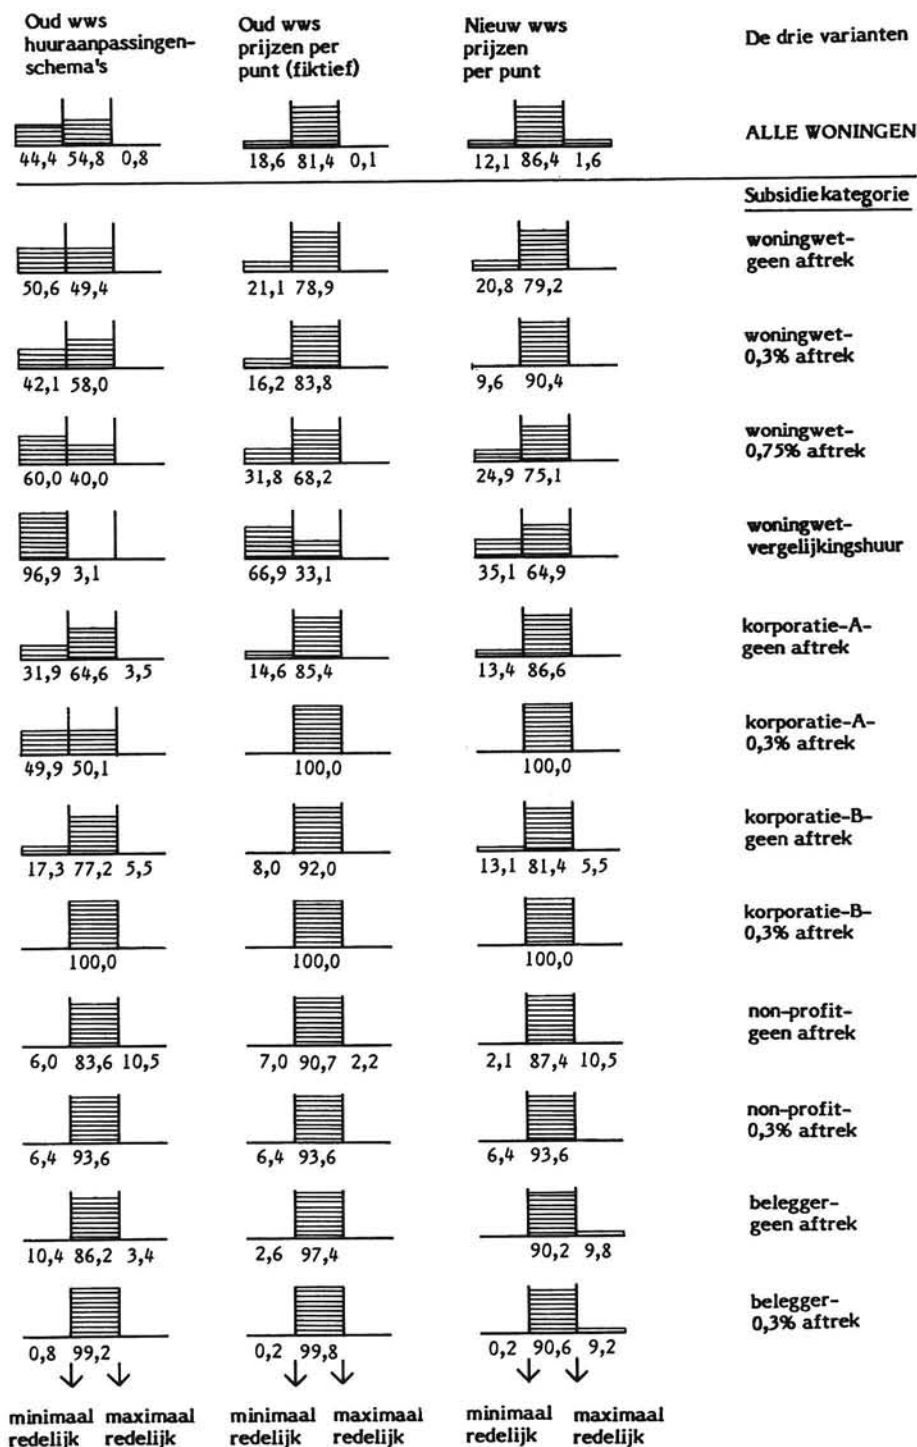 Oud wws
huuraanpassingen-
schema's
Oud wws
prijzen per
punt (fiktief)
Nieuw wws
prijzen
per punt
De drie varianten
44,4 54,8 0,8
18,6 81,4 0,1
12,1 86,4 1,6
ALLE WONINGEN
Subsidiekategorie
50,6 49,4
21,1 78,9
20,8 79,2
woningwet-
geen aftrek
42,1 58,0
16,2 83,8
9,6 90,4
woningwet-
0,3% aftrek
60,0 40,0
31,8 68,2
24,9 75,1
woningwet-
0,75% aftrek
96,9 3,1
66,9 33,1
35,1 64,9
woningwet-
vergelijkingshuur
31,9 64,6 3,5
14,6 85,4
13,4 86,6
korporatie-A-
geen aftrek
49,9 50,1
100,0
100,0
korporatie-A-
0,3% aftrek
17,3 77,2 5,5
8,0 92,0
13,1 81,4 5,5
korporatie-B-
geen aftrek
100,0
100,0
100,0
korporatie-B-
0,3% aftrek
6,0 83,6 10,5
7,0 90,7 2,2
2,1 87,4 10,5
non-profit-
geen aftrek
6,4 93,6
6,4 93,6
6,4 93,6
non-profit-
0,3% aftrek
10,4 86,2 3,4
2,6 97,4
90,2 9,8
belegger-
geen aftrek
0,8 99,2
0,2 99,8
0,2 90,6 9,2
belegger-
0,3% aftrek
minimaal maximaal
redelijk redelijk
minimaal maximaal
redelijk redelijk
minimaal maximaal
redelijk redelijk